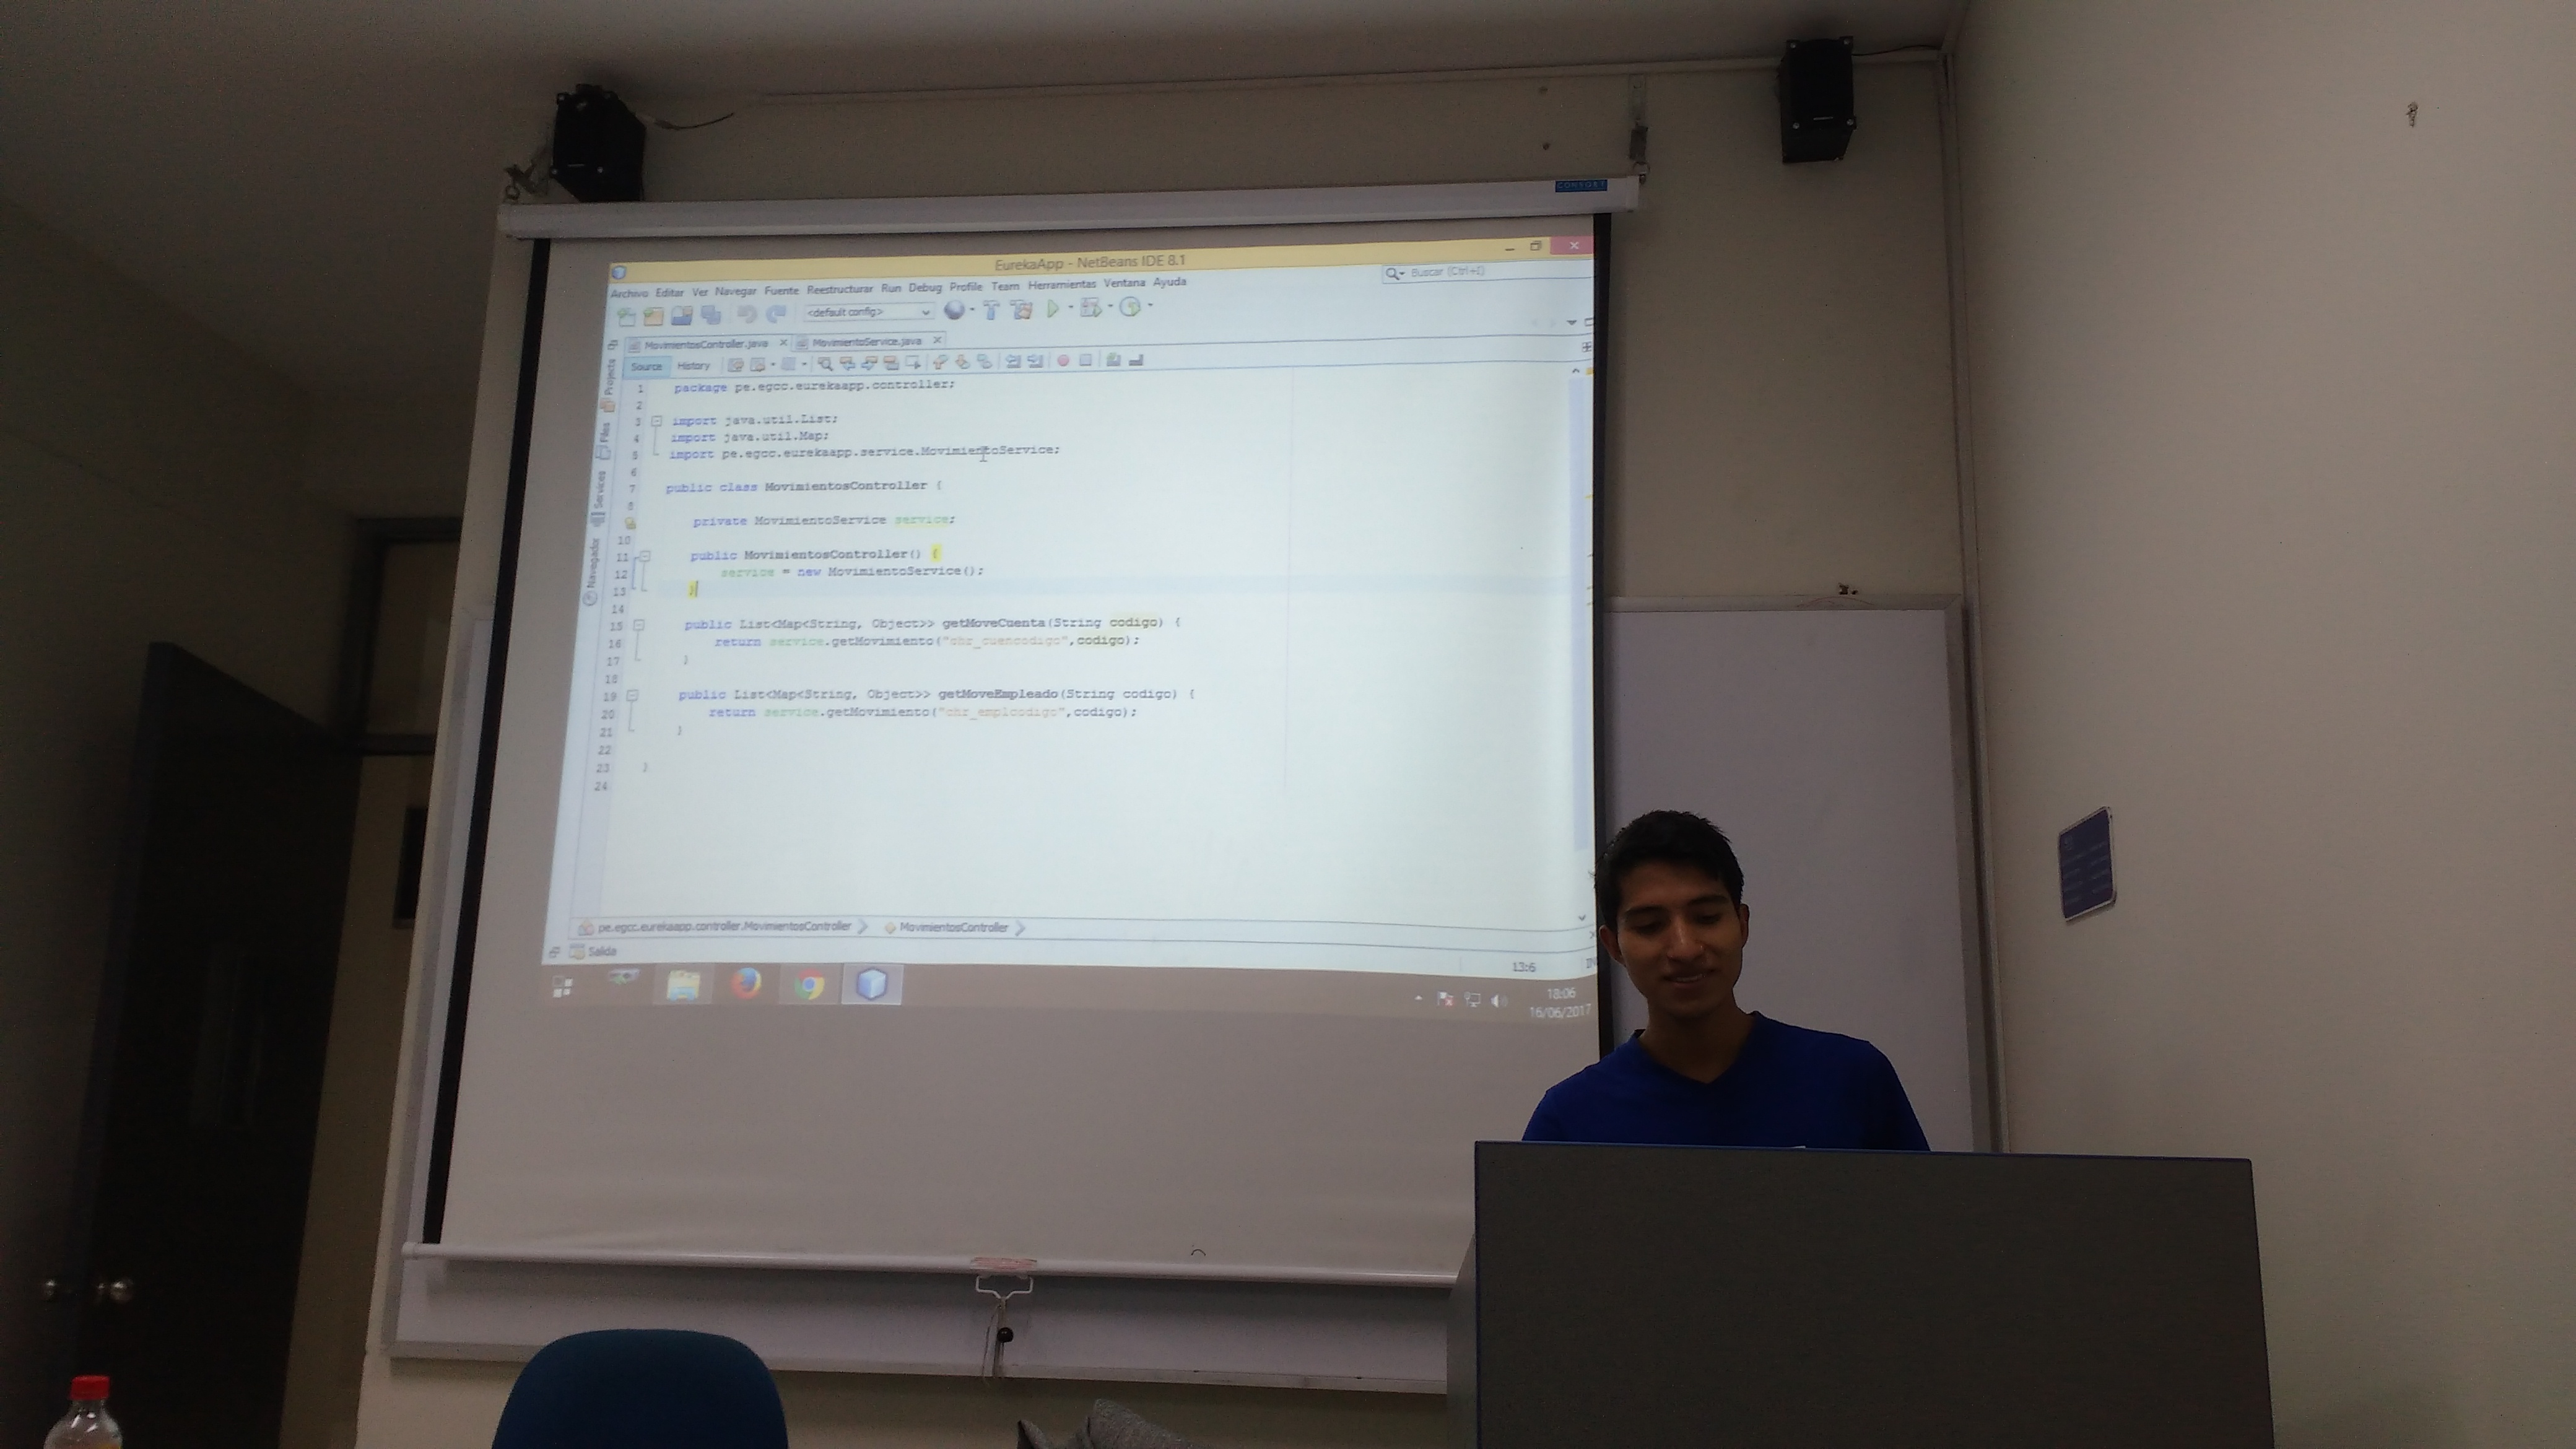 CONSORT
EurekaApp - NetBeans IDE 8.1
Archivo Editar Ver Navegar Fuente Reestructurar Run Debug Profile Team Herramientas Ventana Ayuda
Buscar (Ctrl+I)
<default config>
MovimientosController.java
MovimientoService.java
Source History
Projects
Files
Services
Navegador
1 package pe.egcc.eurekaapp.controller;
2
3 import java.util.List;
4 import java.util.Map;
5 import pe.egcc.eurekaapp.service.MovimientoService;
6
7 public class MovimientosController {
8
private MovimientoService service;
10
11 public MovimientosController() {
12 service = new MovimientoService();
13 }
14
15 public List<Map<String, Object>> getMoveCuenta(String codigo) {
16 return service.getMovimiento("chr_cuencodigo",codigo);
17 }
18
19 public List<Map<String, Object>> getMoveEmpleado(String codigo) {
20 return service.getMovimiento("chr_emplcodigo",codigo);
21 }
22
23 }
24
pe.egcc.eurekaapp.controller.MovimientosController
MovimientosController
Salida
13:6
18:06
16/06/2017